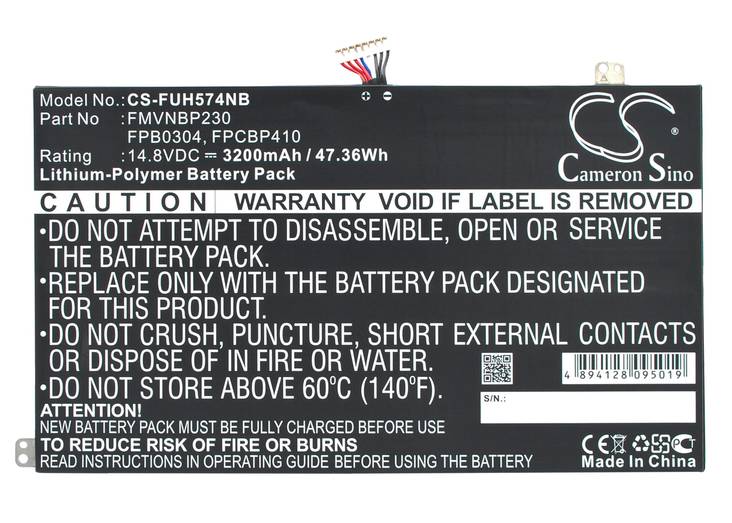 Model No.: CS-FUH574NB
Part No : FMVNBP230
FPB0304, FPCBP410
Rating : 14.8VDC ⎓ 3200mAh / 47.36Wh
Lithium-Polymer Battery Pack
+ -
CS
Cameron Sino
CAUTION WARRANTY VOID IF LABEL IS REMOVED
•DO NOT ATTEMPT TO DISASSEMBLE, OPEN OR SERVICE
THE BATTERY PACK.
•REPLACE ONLY WITH THE BATTERY PACK DESIGNATED
FOR THIS PRODUCT.
•DO NOT CRUSH, PUNCTURE, SHORT EXTERNAL CONTACTS
OR DISPOSE OF IN FIRE OR WATER.
•DO NOT STORE ABOVE 60°C (140°F).
4 894128 095019
S/N:
ATTENTION!
NEW BATTERY PACK MUST BE FULLY CHARGED BEFORE
TO REDUCE RISK OF FIRE OR BURNS
READ INSTRUCTIONS IN OPERATING GUIDE BEFORE USING THE BATTERY
CE
Made In China